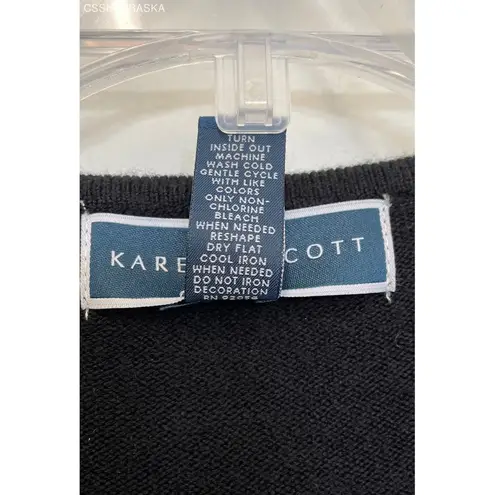 TURN
INSIDE OUT
MACHINE
WASH COLD
GENTLE CYCLE
WITH LIKE
COLORS
ONLY NON-
CHLORINE
BLEACH
WHEN NEEDED
RESHAPE
DRY FLAT
COOL IRON
WHEN NEEDED
DO NOT IRON
DECORATION
KARE COTT